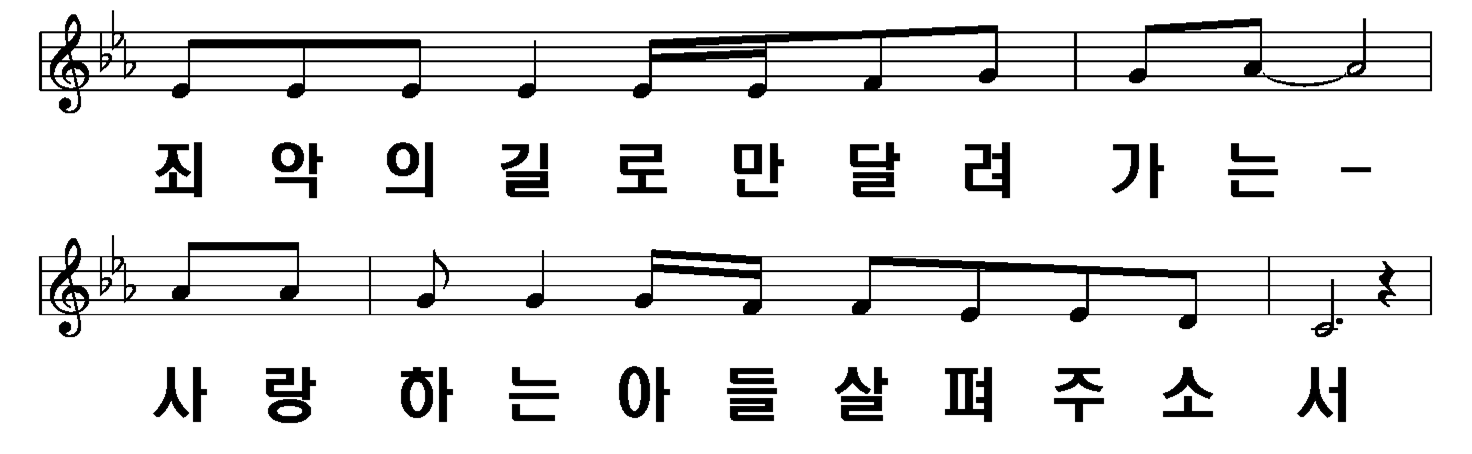 죄 악 의 길 로 만 달 려 가 는 -
사 랑 하 는 아 들 살 펴 주 소 서